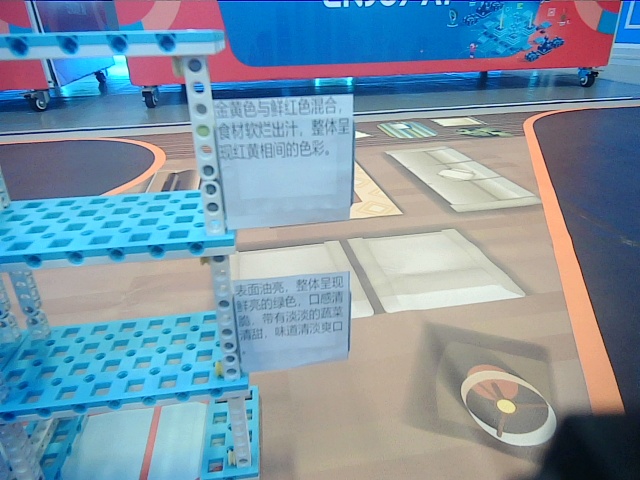 ENJOY AI
金黄色与鲜红色混合，
食材软烂出汁，整体呈
现红黄相间的色彩。
表面油亮，整体呈现
鲜亮的绿色，口感清
脆，带有淡淡的蔬菜
清甜，味道清淡爽口